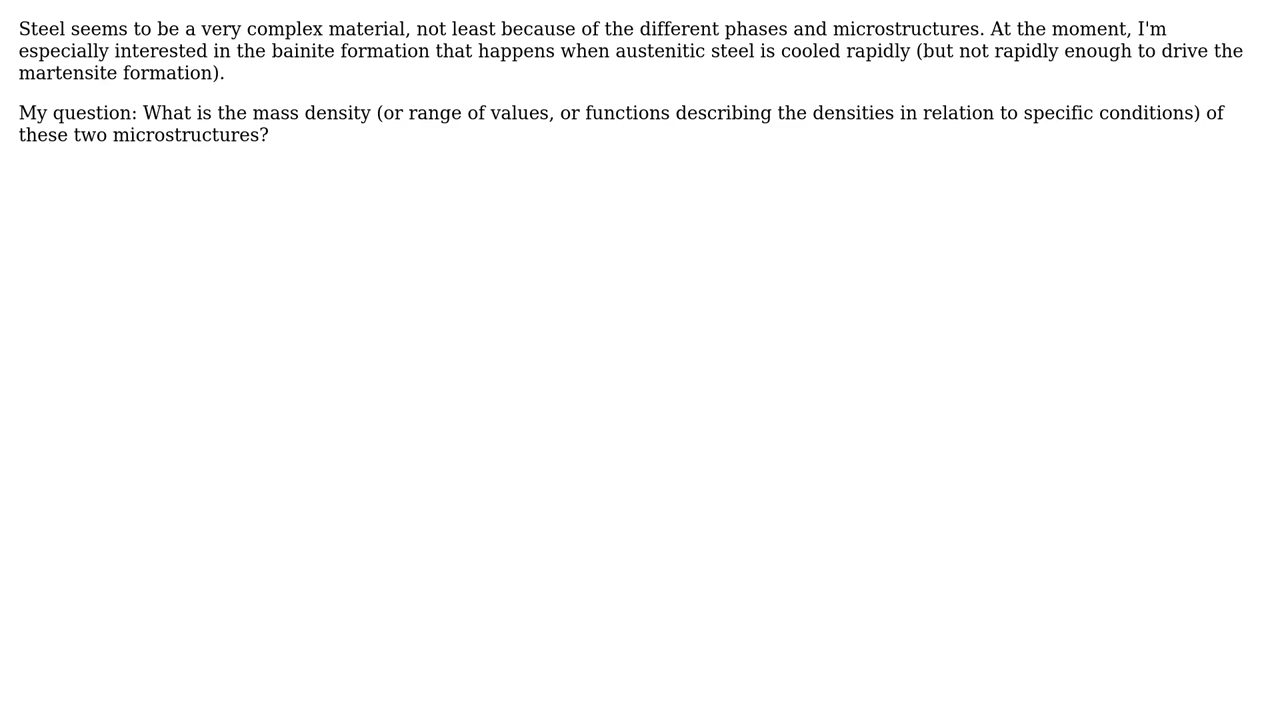 Steel seems to be a very complex material, not least because of the different phases and microstructures. At the moment, I'm
especially interested in the bainite formation that happens when austenitic steel is cooled rapidly (but not rapidly enough to drive the
martensite formation).
My question: What is the mass density (or range of values, or functions describing the densities in relation to specific conditions) of
these two microstructures?